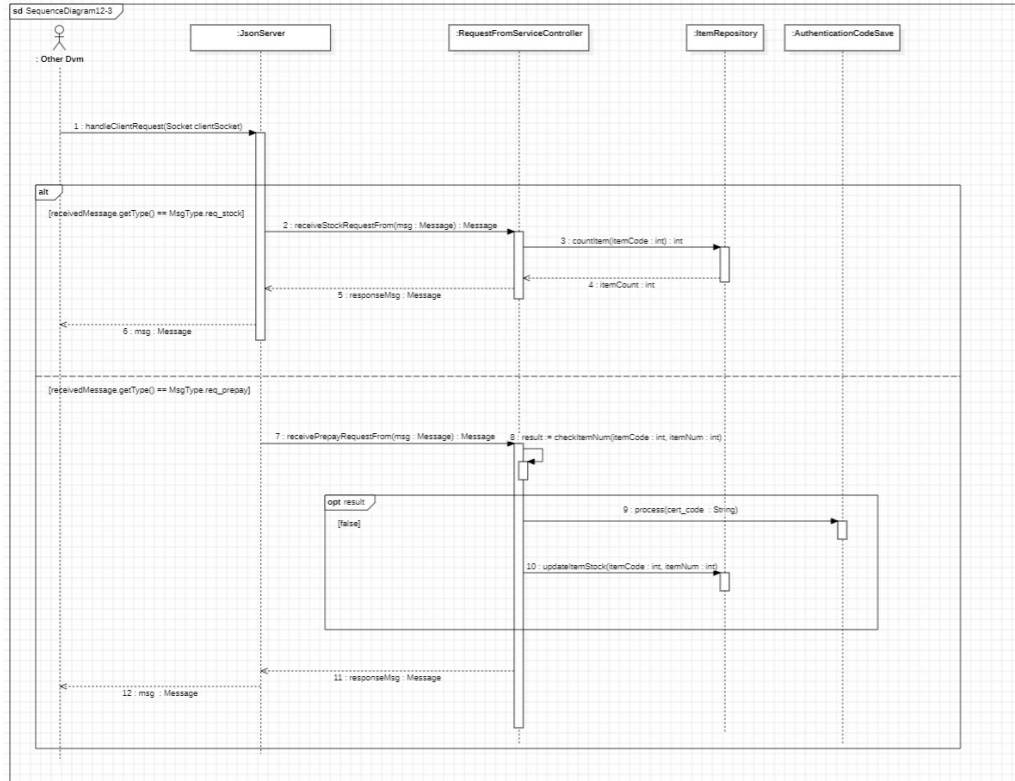 sd SequenceDiagram12-3
: Other Dvm
:JsonServer
:RequestFromServiceController
:ItemRepository
:AuthenticationCodeSave
1 : handleClientRequest(Socket clientSocket)
alt
[receivedMessage.getType() == MsgType.req_stock]
2 : receiveStockRequestFrom(msg : Message) : Message
3 : countItem(itemCode : int) : int
4 : itemCount : int
5 : responseMsg : Message
6 : msg : Message
[receivedMessage.getType() == MsgType.req_prepay]
7 : receivePrepayRequestFrom(msg : Message) : Message
8 : result := checkItemNum(itemCode : int, itemNum : int)
opt result
[false]
9 : process(cert_code : String)
10 : updateItemStock(itemCode : int, itemNum : int)
11 : responseMsg : Message
12 : msg : Message